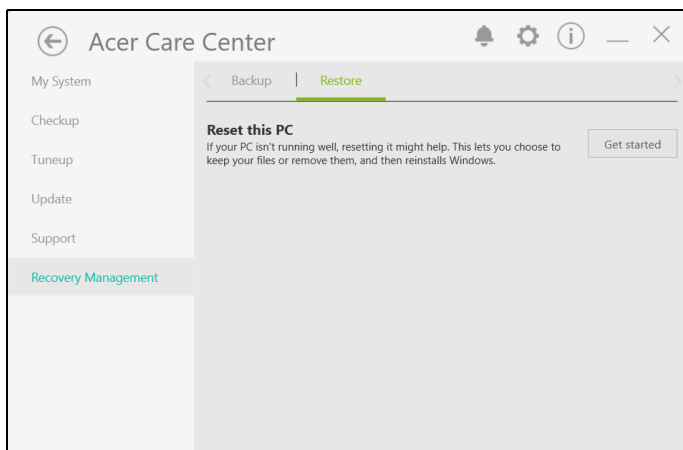 Acer Care Center
My System
Backup | Restore
Checkup
Reset this PC
If your PC isn't running well, resetting it might help. This lets you choose to
keep your files or remove them, and then reinstalls Windows.
Get started
Tuneup
Update
Support
Recovery Management